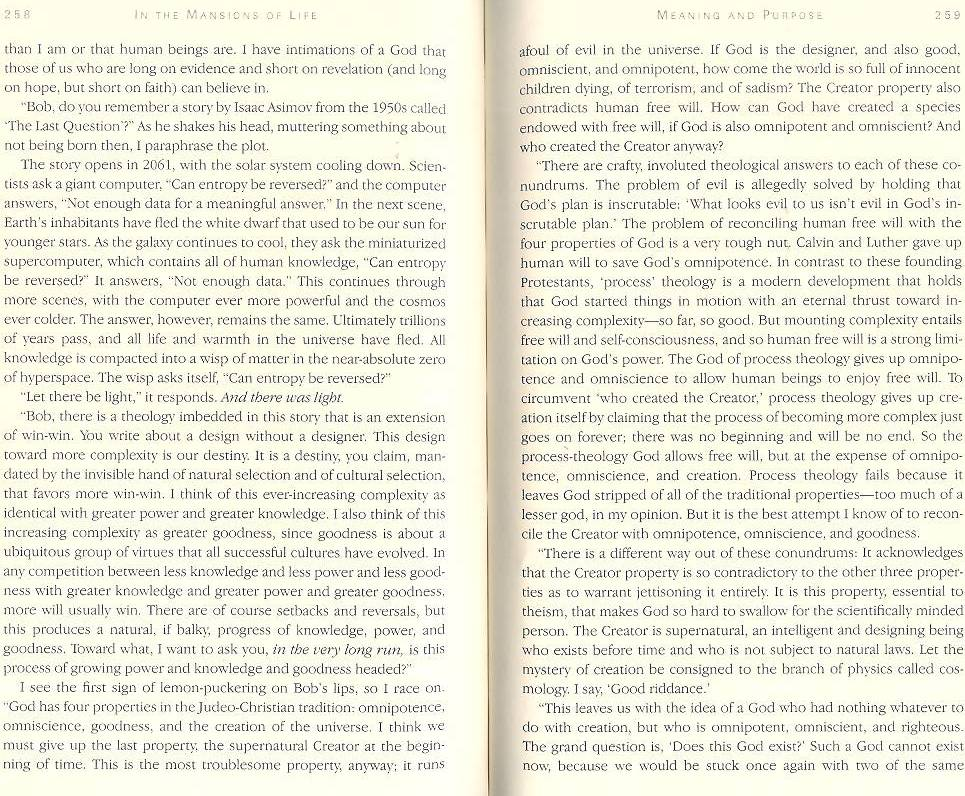 258 IN THE MANSIONS OF LIFE
than I am or that human beings are. I have intimations of a God that
those of us who are long on evidence and short on revelation (and long
on hope, but short on faith) can believe in.
"Bob, do you remember a story by Isaac Asimov from the 1950s called
'The Last Question'?" As he shakes his head, muttering something about
not being born then, I paraphrase the plot.
The story opens in 2061, with the solar system cooling down. Scien-
tists ask a giant computer, "Can entropy be reversed?" and the computer
answers, "Not enough data for a meaningful answer." In the next scene,
Earth's inhabitants have fled the white dwarf that used to be our sun for
younger stars. As the galaxy continues to cool, they ask the miniaturized
supercomputer, which contains all of human knowledge, "Can entropy
be reversed?" It answers, "Not enough data." This continues through
more scenes, with the computer ever more powerful and the cosmos
ever colder. The answer, however, remains the same. Ultimately trillions
of years pass, and all life and warmth in the universe have fled. All
knowledge is compacted into a wisp of matter in the near-absolute zero
of hyperspace. The wisp asks itself, "Can entropy be reversed?"
"Let there be light," it responds. And there was light.
"Bob, there is a theology imbedded in this story that is an extension
of win-win. You write about a design without a designer. This design
toward more complexity is our destiny. It is a destiny, you claim, man-
dated by the invisible hand of natural selection and of cultural selection,
that favors more win-win. I think of this ever-increasing complexity as
identical with greater power and greater knowledge. I also think of this
increasing complexity as greater goodness, since goodness is about a
ubiquitous group of virtues that all successful cultures have evolved. In
any competition between less knowledge and less power and less good-
ness with greater knowledge and greater power and greater goodness,
more will usually win. There are of course setbacks and reversals, but
this produces a natural, if balky, progress of knowledge, power, and
goodness. Toward what, I want to ask you, in the very long run, is this
process of growing power and knowledge and goodness headed?"
I see the first sign of lemon-puckering on Bob's lips, so I race on.
"God has four properties in the Judeo-Christian tradition: omnipotence,
omniscience, goodness, and the creation of the universe. I think we
must give up the last property, the supernatural Creator at the begin-
ning of time. This is the most troublesome property, anyway; it runs
MEANING AND PURPOSE 259
afoul of evil in the universe. If God is the designer, and also good,
omniscient, and omnipotent, how come the world is so full of innocent
children dying, of terrorism, and of sadism? The Creator property also
contradicts human free will. How can God have created a species
endowed with free will, if God is also omnipotent and omniscient? And
who created the Creator anyway?
"There are crafty, involuted theological answers to each of these co-
nundrums. The problem of evil is allegedly solved by holding that
God's plan is inscrutable: 'What looks evil to us isn't evil in God's in-
scrutable plan.' The problem of reconciling human free will with the
four properties of God is a very tough nut. Calvin and Luther gave up
human will to save God's omnipotence. In contrast to these founding
Protestants, 'process' theology is a modern development that holds
that God started things in motion with an eternal thrust toward in-
creasing complexity—so far, so good. But mounting complexity entails
free will and self-consciousness, and so human free will is a strong limi-
tation on God's power. The God of process theology gives up omnipo-
tence and omniscience to allow human beings to enjoy free will. To
circumvent 'who created the Creator,' process theology gives up cre-
ation itself by claiming that the process of becoming more complex just
goes on forever; there was no beginning and will be no end. So the
process-theology God allows free will, but at the expense of omnipo-
tence, omniscience, and creation. Process theology fails because it
leaves God stripped of all of the traditional properties—too much of a
lesser god, in my opinion. But it is the best attempt I know of to recon-
cile the Creator with omnipotence, omniscience, and goodness.
"There is a different way out of these conundrums: It acknowledges
that the Creator property is so contradictory to the other three proper-
ties as to warrant jettisoning it entirely. It is this property, essential to
theism, that makes God so hard to swallow for the scientifically minded
person. The Creator is supernatural, an intelligent and designing being
who exists before time and who is not subject to natural laws. Let the
mystery of creation be consigned to the branch of physics called cos-
mology. I say, 'Good riddance.'
"This leaves us with the idea of a God who had nothing whatever to
do with creation, but who is omnipotent, omniscient, and righteous.
The grand question is, 'Does this God exist?' Such a God cannot exist
now, because we would be stuck once again with two of the same